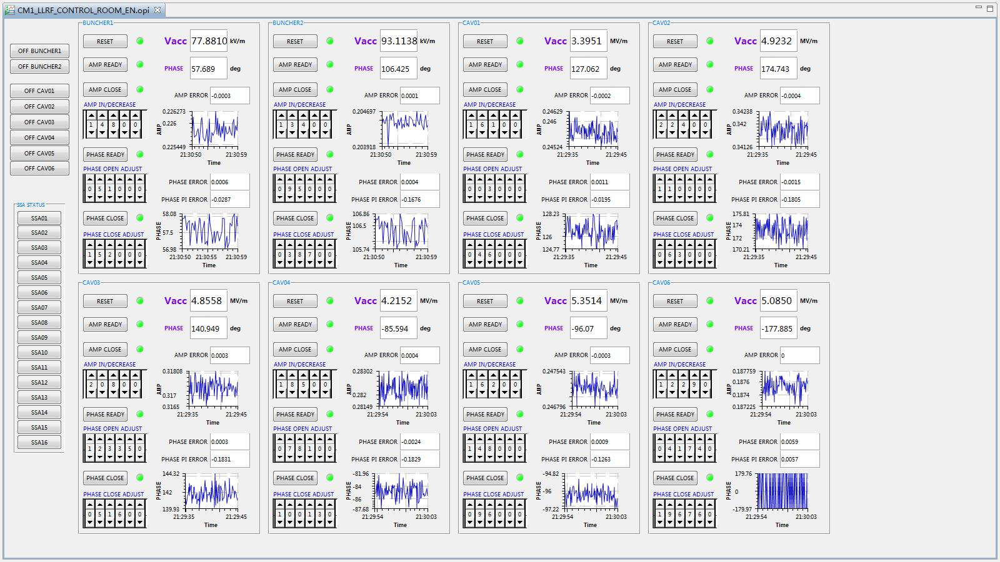 CM1_LLRF_CONTROL_ROOM_EN.opi
OFF BUNCHER1
OFF BUNCHER2
OFF CAV01
OFF CAV02
OFF CAV03
OFF CAV04
OFF CAV05
OFF CAV06
SSA STATUS
SSA01
SSA02
SSA03
SSA04
SSA05
SSA06
SSA07
SSA08
SSA09
SSA10
SSA11
SSA12
SSA13
SSA14
SSA15
SSA16
BUNCHER1
RESET
Vacc 77.8810 kV/m
AMP READY
PHASE 57.689 deg
AMP CLOSE
AMP ERROR -0.0003
AMP IN/DECREASE
1 4 8 0 0
AMP
0.226273
0.226
0.225449
21:30:50 21:30:59
Time
PHASE READY
PHASE OPEN ADJUST
0 5 1 0 0 0
PHASE ERROR 0.0006
PHASE PI ERROR -0.0287
PHASE CLOSE
PHASE CLOSE ADJUST
1 5 2 0 0 0
PHASE
58.08
57.5
56.98
21:30:50 21:30:55 21:30:59
Time
BUNCHER2
RESET
Vacc 93.1138 kV/m
AMP READY
PHASE 106.425 deg
AMP CLOSE
AMP ERROR 0.0001
AMP IN/DECREASE
1 3 4 0 0
AMP
0.204697
0.203918
21:30:50 21:30:59
Time
PHASE READY
PHASE OPEN ADJUST
0 9 5 0 0 0
PHASE ERROR 0.0004
PHASE PI ERROR -0.1676
PHASE CLOSE
PHASE CLOSE ADJUST
0 3 8 7 0 0
PHASE
106.86
106.5
105.74
21:30:50 21:30:59
Time
CAV01
RESET
Vacc 3.3951 MV/m
AMP READY
PHASE 127.062 deg
AMP CLOSE
AMP ERROR -0.0002
AMP IN/DECREASE
1 6 1 0 0
AMP
0.24629
0.246
0.24524
21:29:35 21:29:45
Time
PHASE READY
PHASE OPEN ADJUST
0 0 3 0 0 0
PHASE ERROR 0.0011
PHASE PI ERROR -0.0195
PHASE CLOSE
PHASE CLOSE ADJUST
0 4 6 0 0 0
PHASE
128.23
126
124.77
21:29:35 21:29:45
Time
CAV02
RESET
Vacc 4.9232 MV/m
AMP READY
PHASE 174.743 deg
AMP CLOSE
AMP ERROR -0.0004
AMP IN/DECREASE
2 2 4 0 0
AMP
0.34238
0.342
0.34126
21:29:35 21:29:45
Time
PHASE READY
PHASE OPEN ADJUST
1 1 0 0 0 0
PHASE ERROR -0.0015
PHASE PI ERROR -0.1805
PHASE CLOSE
PHASE CLOSE ADJUST
0 6 3 0 0 0
PHASE
175.81
174
172
170.21
21:29:35 21:29:45
Time
CAV03
RESET
Vacc 4.8558 MV/m
AMP READY
PHASE 140.949 deg
AMP CLOSE
AMP ERROR 0.0003
AMP IN/DECREASE
2 0 8 0 0
AMP
0.31808
0.317
0.3165
21:29:35 21:29:45
Time
PHASE READY
PHASE OPEN ADJUST
1 2 3 3 5 0
PHASE ERROR 0.0003
PHASE PI ERROR -0.1831
PHASE CLOSE
PHASE CLOSE ADJUST
0 5 1 6 0 0
PHASE
144.32
142
139.93
21:29:35 21:29:45
Time
CAV04
RESET
Vacc 4.2152 MV/m
AMP READY
PHASE -85.594 deg
AMP CLOSE
AMP ERROR 0.0004
AMP IN/DECREASE
1 8 5 0 0
AMP
0.28302
0.282
0.28149
21:29:54 21:30:03
Time
PHASE READY
PHASE OPEN ADJUST
0 7 8 1 0 0
PHASE ERROR -0.0024
PHASE PI ERROR -0.1829
PHASE CLOSE
PHASE CLOSE ADJUST
1 0 0 1 3 0
PHASE
-81.96
-84
-86
-87.68
21:29:54 21:30:03
Time
CAV05
RESET
Vacc 5.3514 MV/m
AMP READY
PHASE -96.07 deg
AMP CLOSE
AMP ERROR -0.0003
AMP IN/DECREASE
1 6 2 0 0
AMP
0.247543
0.246796
21:29:54 21:30:03
Time
PHASE READY
PHASE OPEN ADJUST
1 4 8 0 0 0
PHASE ERROR 0.0009
PHASE PI ERROR -0.1263
PHASE CLOSE
PHASE CLOSE ADJUST
0 9 6 0 0 0
PHASE
-94.82
-96
-97.22
21:29:54 21:30:03
Time
CAV06
RESET
Vacc 5.0850 MV/m
AMP READY
PHASE -177.885 deg
AMP CLOSE
AMP ERROR 0
AMP IN/DECREASE
1 2 2 9 0
AMP
0.187759
0.1876
0.1874
0.187225
21:29:54 21:30:03
Time
PHASE READY
PHASE OPEN ADJUST
0 4 1 7 4 0
PHASE ERROR 0.0059
PHASE PI ERROR 0.0057
PHASE CLOSE
PHASE CLOSE ADJUST
1 9 6 7 6 0
PHASE
179.76
0
-179.97
21:29:54 21:30:03
Time